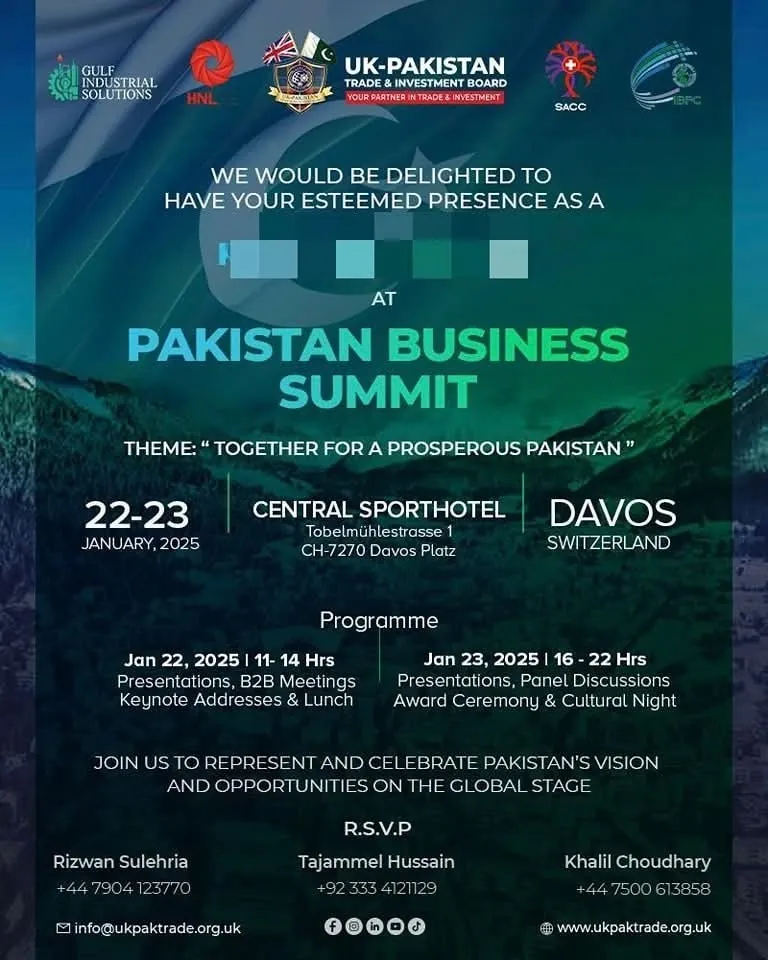 GULF
INDUSTRIAL
SOLUTIONS
HNL
UK-PAKISTAN
UK-PAKISTAN
TRADE & INVESTMENT BOARD
YOUR PARTNER IN TRADE & INVESTMENT
SACC
IBPC
WE WOULD BE DELIGHTED TO
HAVE YOUR ESTEEMED PRESENCE AS A
AT
PAKISTAN BUSINESS
SUMMIT
THEME: “ TOGETHER FOR A PROSPEROUS PAKISTAN ”
22-23
JANUARY, 2025
CENTRAL SPORTHOTEL
Tobelmühlestrasse 1
CH-7270 Davos Platz
DAVOS
SWITZERLAND
Programme
Jan 22, 2025 | 11- 14 Hrs
Presentations, B2B Meetings
Keynote Addresses & Lunch
Jan 23, 2025 | 16 - 22 Hrs
Presentations, Panel Discussions
Award Ceremony & Cultural Night
JOIN US TO REPRESENT AND CELEBRATE PAKISTAN'S VISION
AND OPPORTUNITIES ON THE GLOBAL STAGE
R.S.V.P
Rizwan Sulehria
+44 7904 123770
Tajammel Hussain
+92 333 4121129
Khalil Choudhary
+44 7500 613858
info@ukpaktrade.org.uk
www.ukpaktrade.org.uk